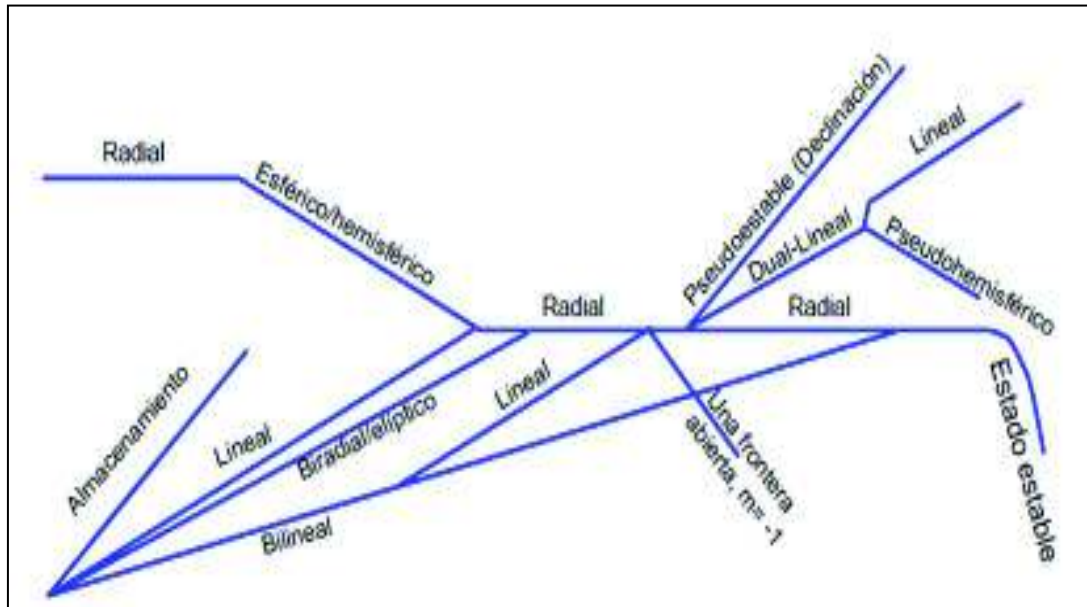 Radial
Esférico/hemisférico
Pseudoestable (Declinación)
Lineal
Dual-Lineal
Pseudohemisférico
Radial
Radial
Almacenamiento
Lineal
Biradial/elíptico
Lineal
Bilineal
Una frontera
abierta, m= -1
Estado estable